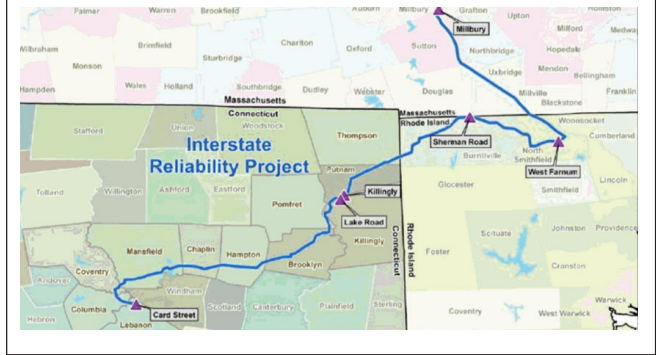 Palmer
Warren
Brookfield
Auburn
Millbury
Grafton
Upton
Holliston
Millbury
Medway
Wilbraham
Brimfield
Charlton
Oxford
Sutton
Northbridge
Hopedale
Monson
Sturbridge
Mendon
Bellingham
Uxbridge
Hampden
Wales
Holland
Southbridge
Dudley
Webster
Douglas
Millville
Franklin
Blackstone
Massachusetts
Connecticut
Massachusetts
Rhode Island
Woonsocket
Stafford
Union
Woodstock
Thompson
Cumberland
Interstate
Reliability Project
Sherman Road
Burrillville
North
Smithfield
West Farnum
Putnam
Tolland
Willington
Ashford
Eastford
Pomfret
Killingly
Glocester
Smithfield
Lincoln
Lake Road
Killingly
Connecticut
Rhode Island
Mansfield
Chaplin
Hampton
Brooklyn
Foster
Scituate
Johnston
Providence
Cranston
Coventry
Andover
Windham
Columbia
Scotland
Canterbury
Plainfield
Sterling
Card Street
Lebanon
Hebron
Coventry
West Warwick
Warwick